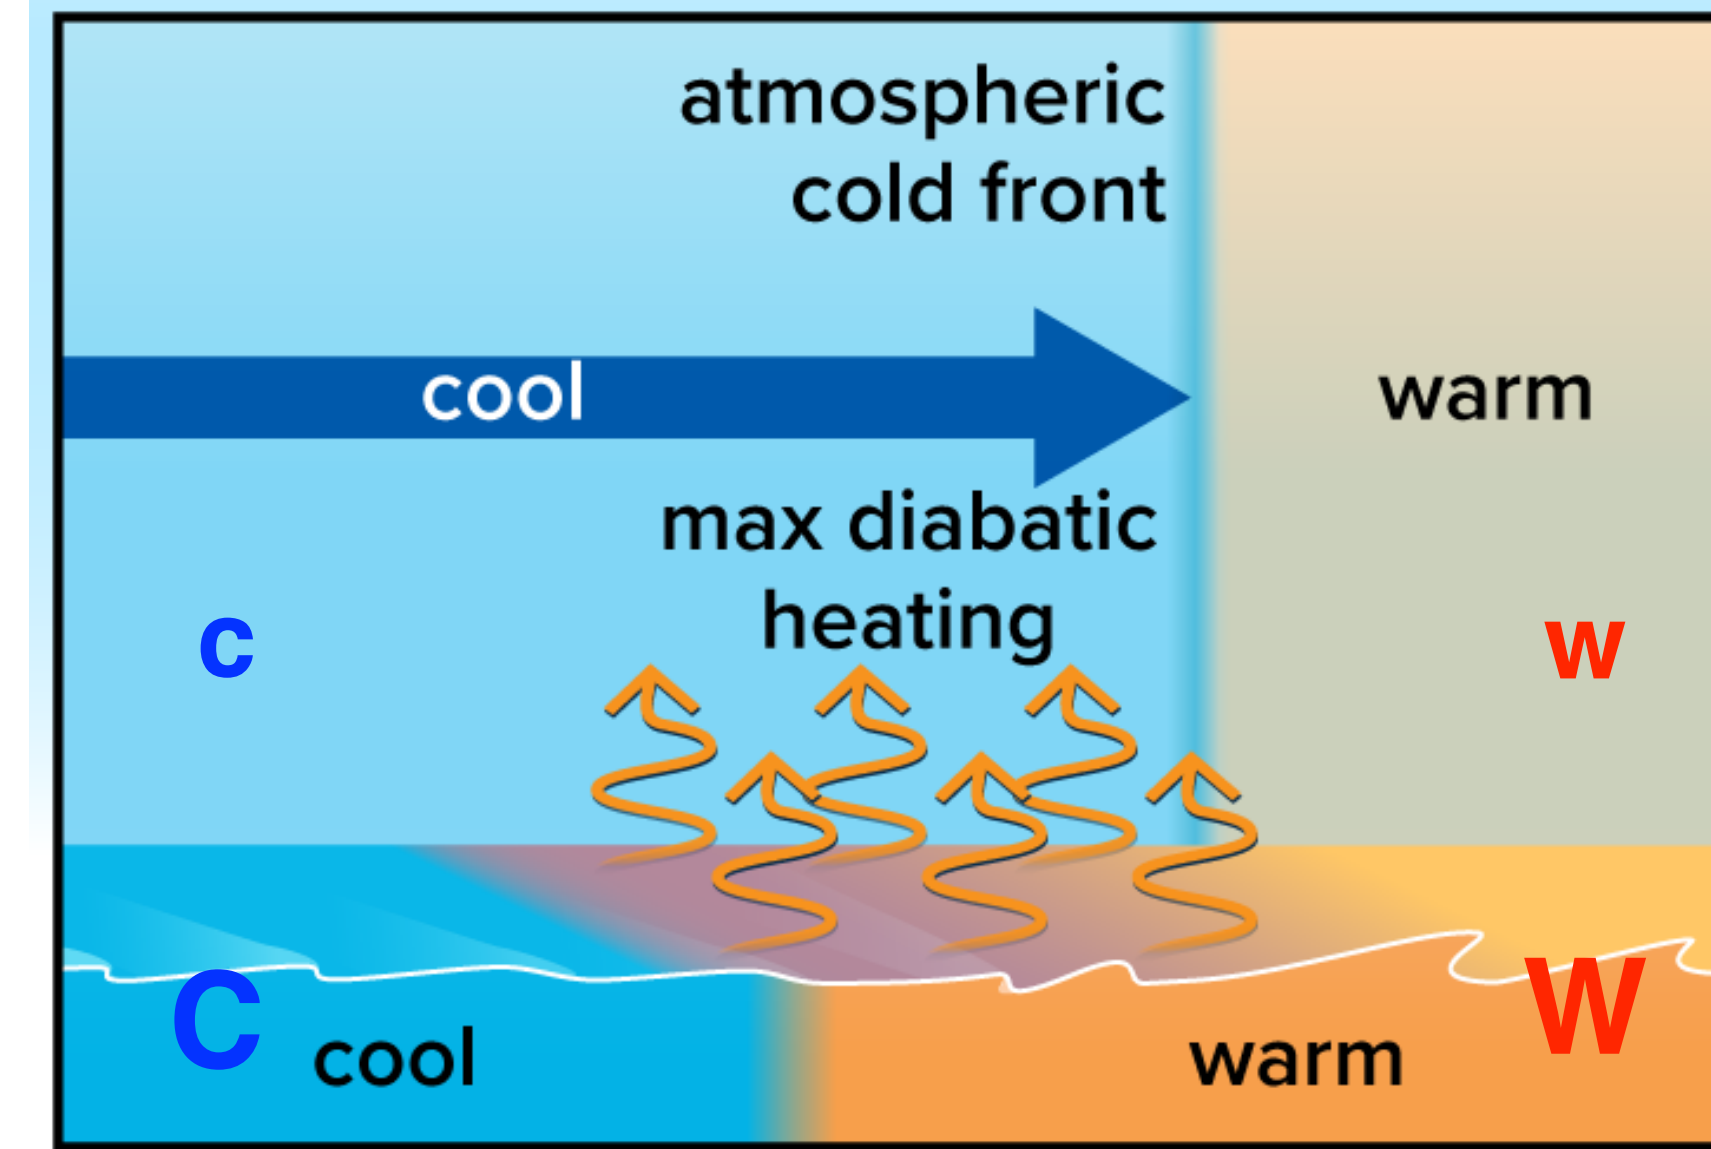 atmospheric
cold front
cool
warm
max diabatic
heating
c
w
C
cool
warm
W